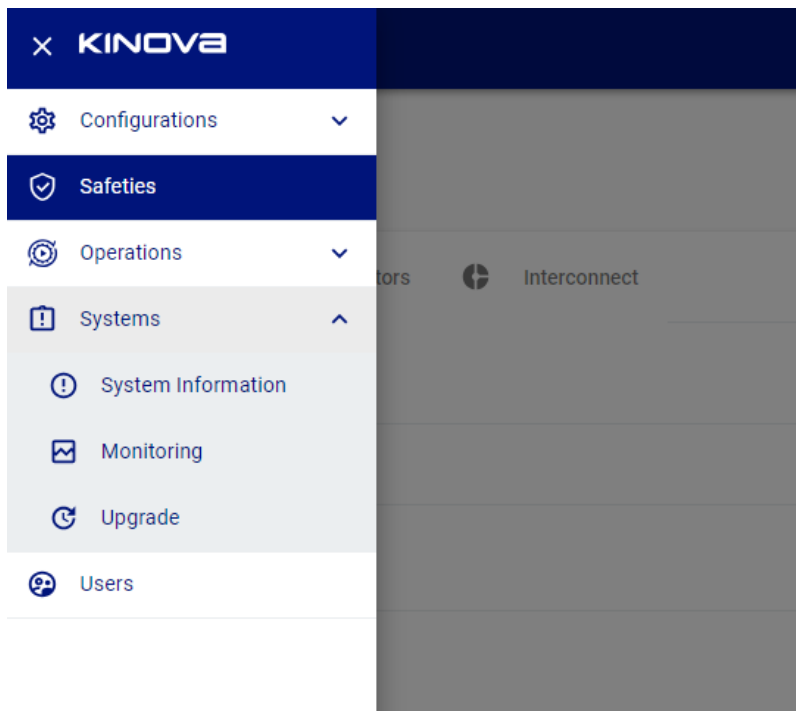 KINOVA
Configurations
Safeties
Operations
tors Interconnect
Systems
System Information
Monitoring
Upgrade
Users